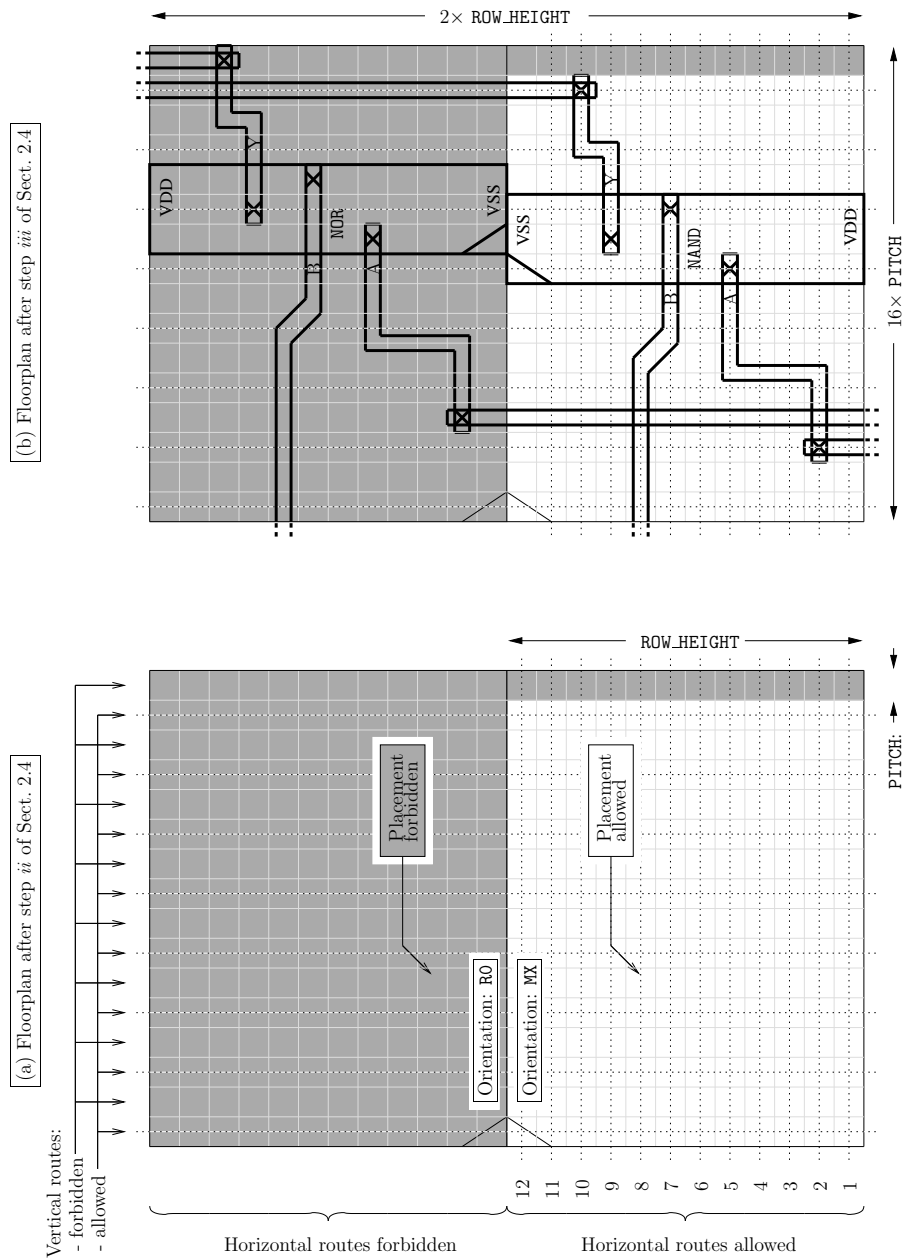 (a) Floorplan after step ii of Sect. 2.4
Vertical routes:
- forbidden
- allowed
Horizontal routes forbidden
Horizontal routes allowed
12
11
10
9
8
7
6
5
4
3
2
1
Orientation: R0
Orientation: MX
Placement
forbidden
Placement
allowed
ROW_HEIGHT
PITCH:
(b) Floorplan after step iii of Sect. 2.4
2× ROW_HEIGHT
16× PITCH
VDD
VSS
NOR
Y
B
A
VSS
VDD
NAND
Y
B
A